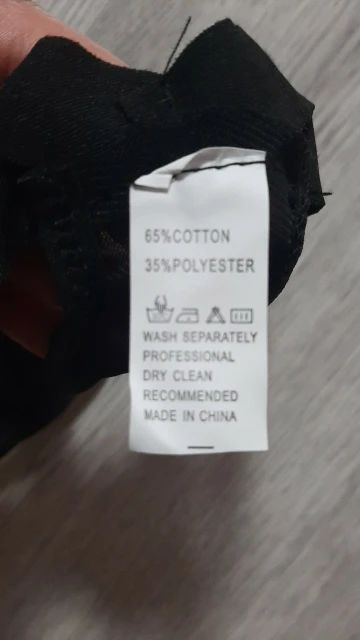 65%COTTON
35%POLYESTER
WASH SEPARATELY
PROFESSIONAL
DRY CLEAN
RECOMMENDED
MADE IN CHINA